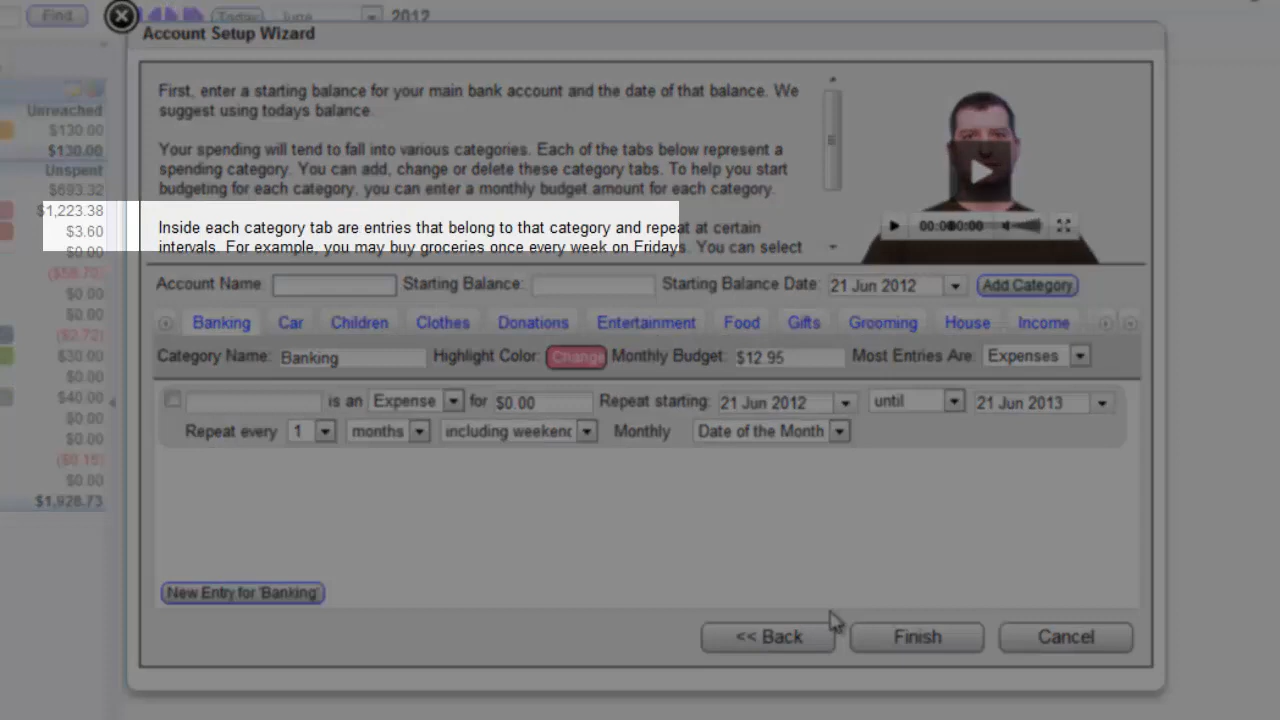 Find
Today
June
2012
Account Setup Wizard
First, enter a starting balance for your main bank account and the date of that balance. We
suggest using todays balance.
Your spending will tend to fall into various categories. Each of the tabs below represent a
spending category. You can add, change or delete these category tabs. To help you start
budgeting for each category, you can enter a monthly budget amount for each category.
Inside each category tab are entries that belong to that category and repeat at certain
intervals. For example, you may buy groceries once every week on Fridays. You can select
Unreached
$130.00
$130.00
Unspent
$693.32
$1,223.38
$3.60
$0.00
($58.70)
$0.00
$0.00
($2.72)
$30.00
$0.00
$40.00
$0.00
$0.00
($0.15)
$0.00
$1,928.73
Account Name: Starting Balance: Starting Balance Date: 21 Jun 2012 Add Category
Banking Car Children Clothes Donations Entertainment Food Gifts Grooming House Income
Category Name: Banking Highlight Color: Change Monthly Budget: $12.95 Most Entries Are: Expenses
is an Expense for $0.00 Repeat starting: 21 Jun 2012 until 21 Jun 2013
Repeat every 1 months including weekend Monthly Date of the Month
New Entry for 'Banking'
<< Back Finish Cancel